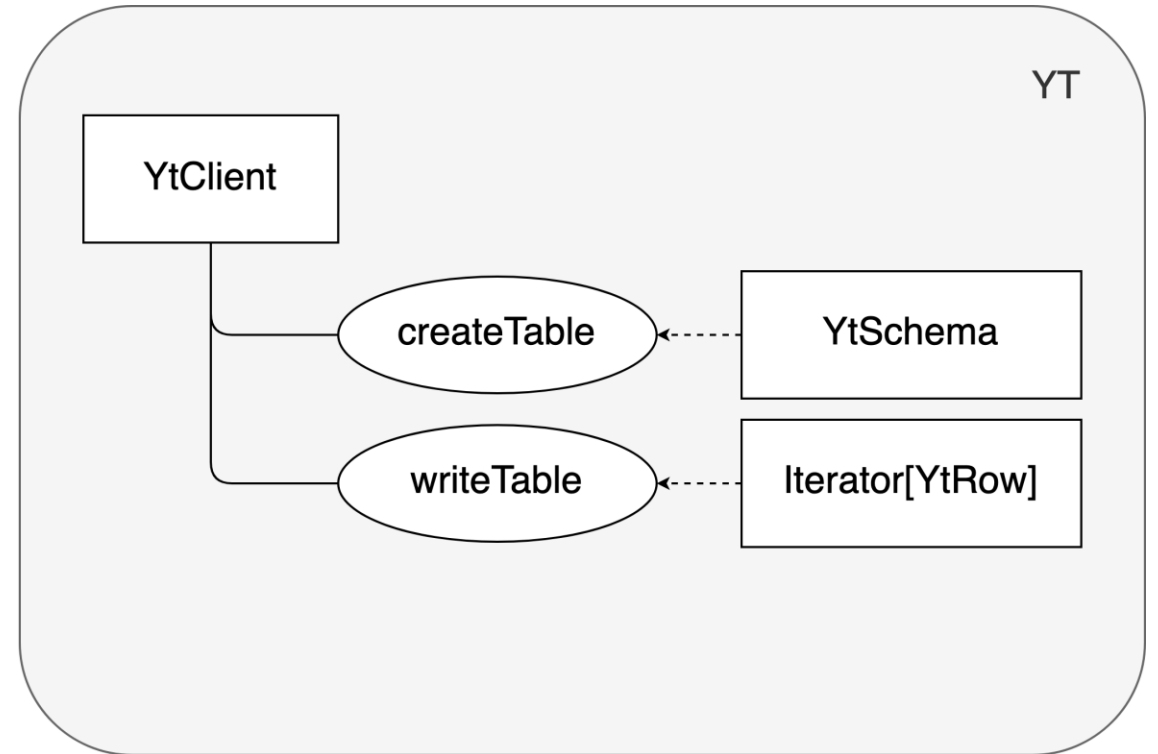 YT
YtClient
createTable
YtSchema
writeTable
Iterator[YtRow]